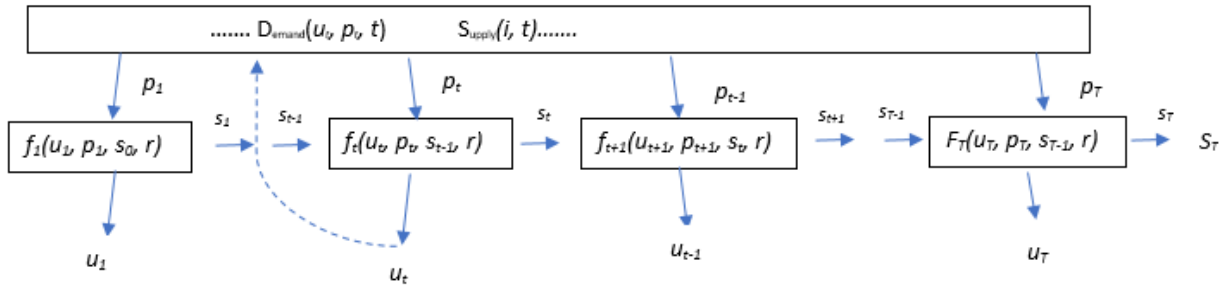 ....... Demand(ut, pt, t) Supply(i, t).......
p1 pt pt-1 pT
s1 st-1 st st+1 sT-1 sT
f1(u1, p1, s0, r) ft(ut, pt, st-1, r) ft+1(ut+1, pt+1, st, r) FT(uT, pT, sT-1, r) ST
u1 ut ut-1 uT